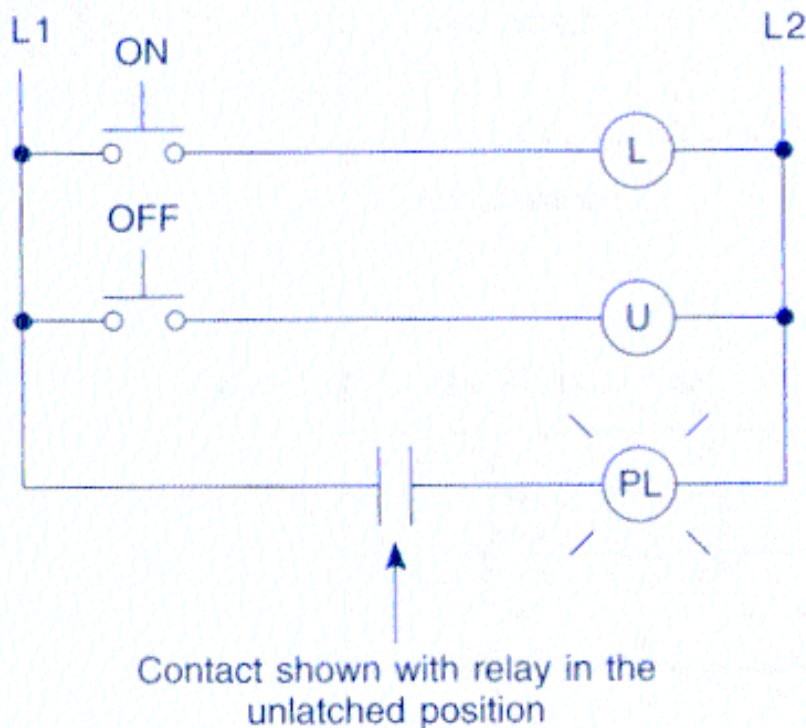 L1
L2
ON
L
OFF
U
PL
Contact shown with relay in the
unlatched position